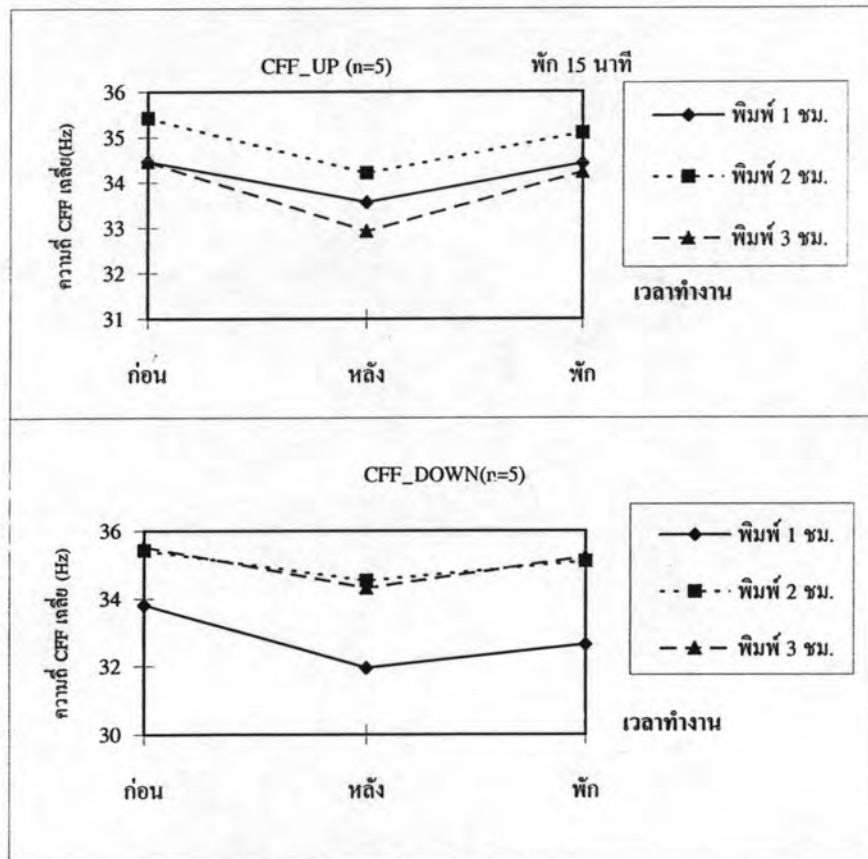 CFF_UP (n=5)
พัก 15 นาที
ความถี่ CFF เฉลี่ย(Hz)
36
35
34
33
32
31
ก่อน
หลัง
พัก
พิมพ์ 1 ชม.
พิมพ์ 2 ชม.
พิมพ์ 3 ชม.
เวลาทำงาน
CFF_DOWN(n=5)
ความถี่ CFF เฉลี่ย (Hz)
36
34
32
30
ก่อน
หลัง
พัก
พิมพ์ 1 ชม.
พิมพ์ 2 ชม.
พิมพ์ 3 ชม.
เวลาทำงาน